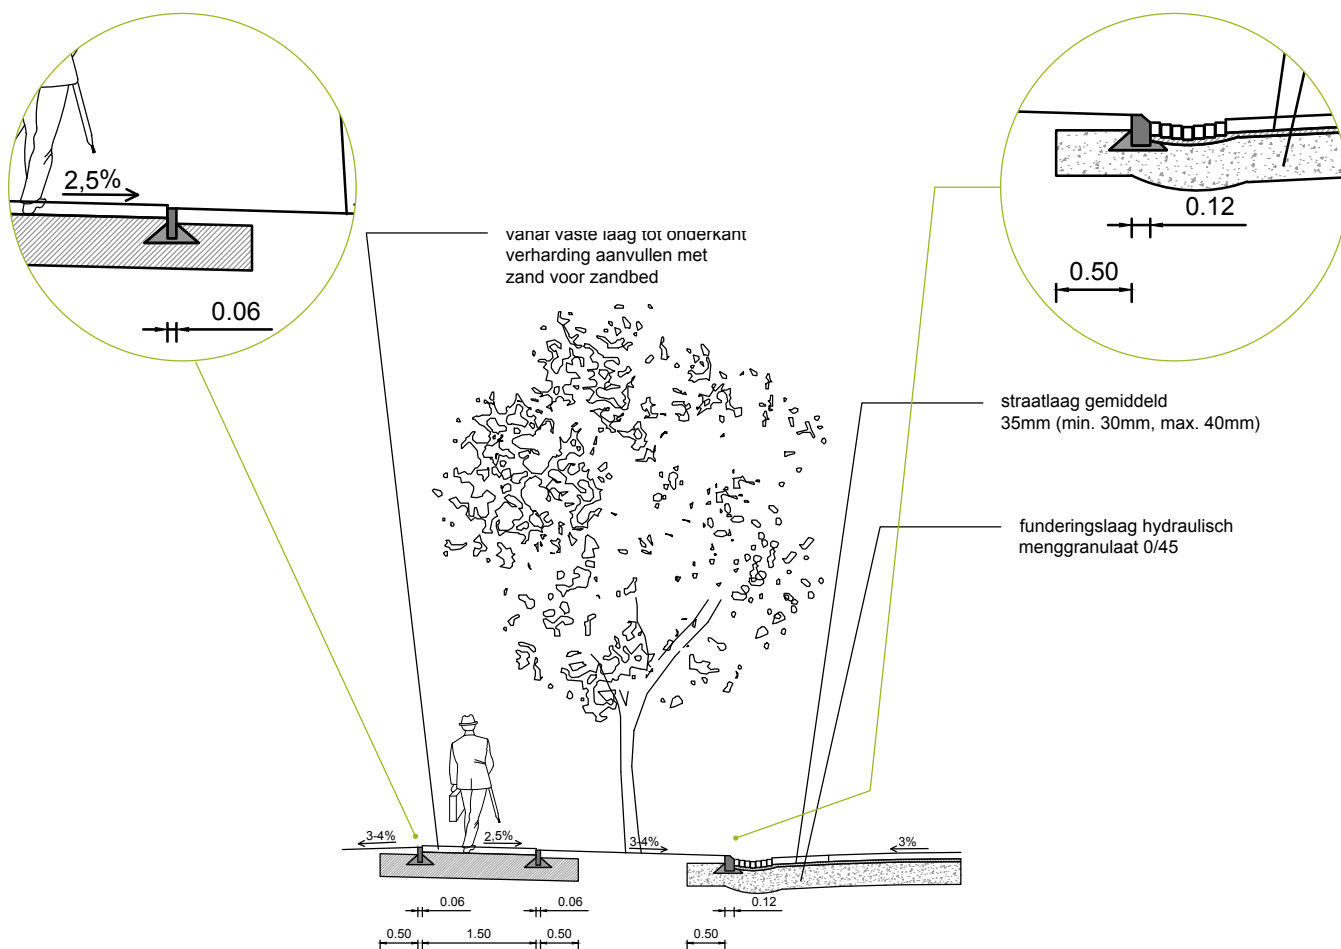 2,5%
0.06
0.12
0.50
vanaf vaste laag tot onderkant
verharding aanvullen met
zand voor zandbed
straatlaag gemiddeld
35mm (min. 30mm, max. 40mm)
funderingslaag hydraulisch
menggranulaat 0/45
3-4%
2,5%
3-4%
3%
0.06
0.06
0.12
0.50
1.50
0.50
0.50